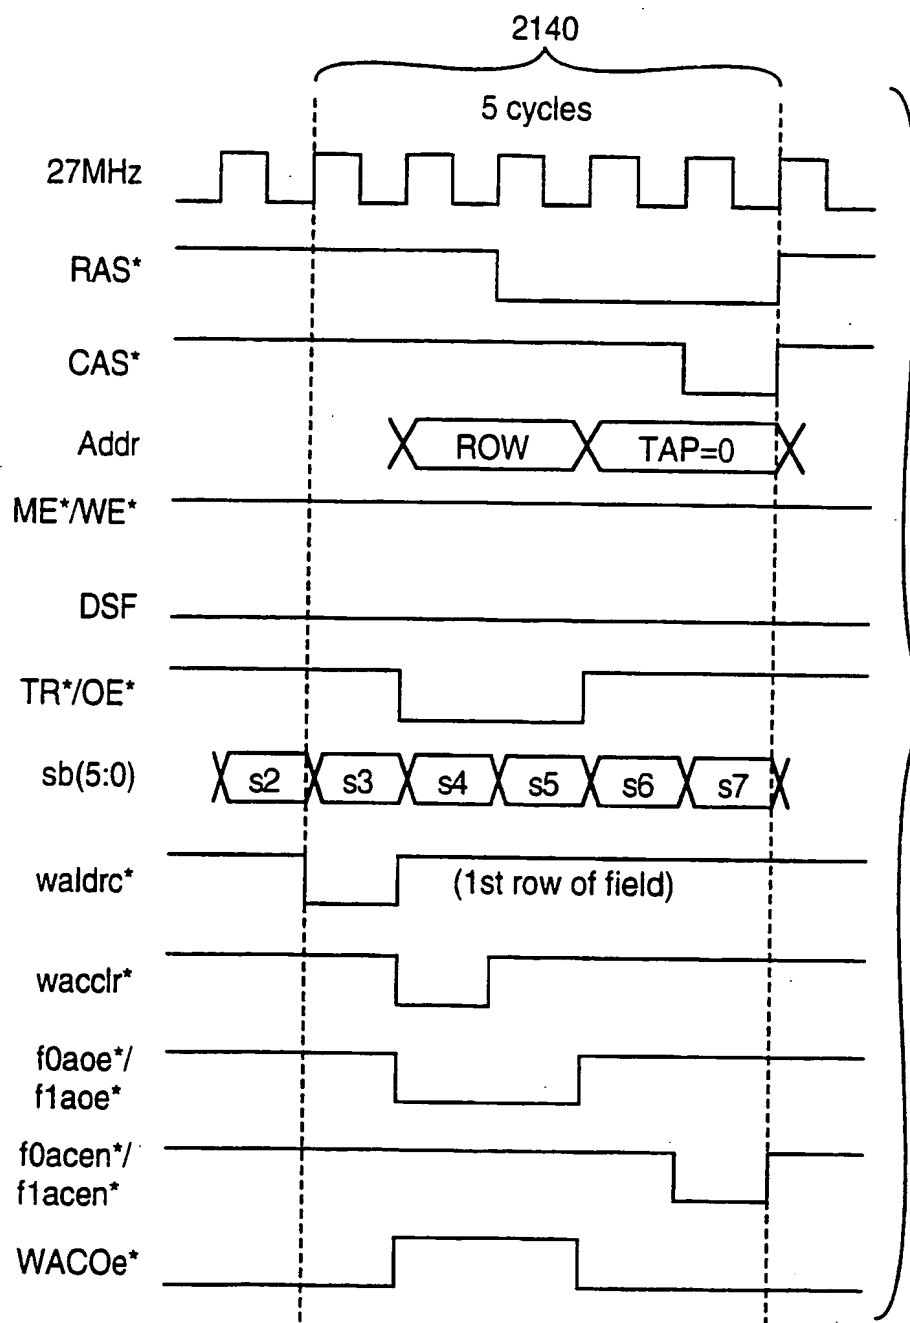 2140
5 cycles
27MHz
RAS*
CAS*
Addr
ROW
TAP=0
ME*/WE*
DSF
TR*/OE*
sb(5:0)
s2
s3
s4
s5
s6
s7
waldrc*
(1st row of field)
wacclr*
f0aoe*/
f1aoe*
f0acen*/
f1acen*
WACOe*